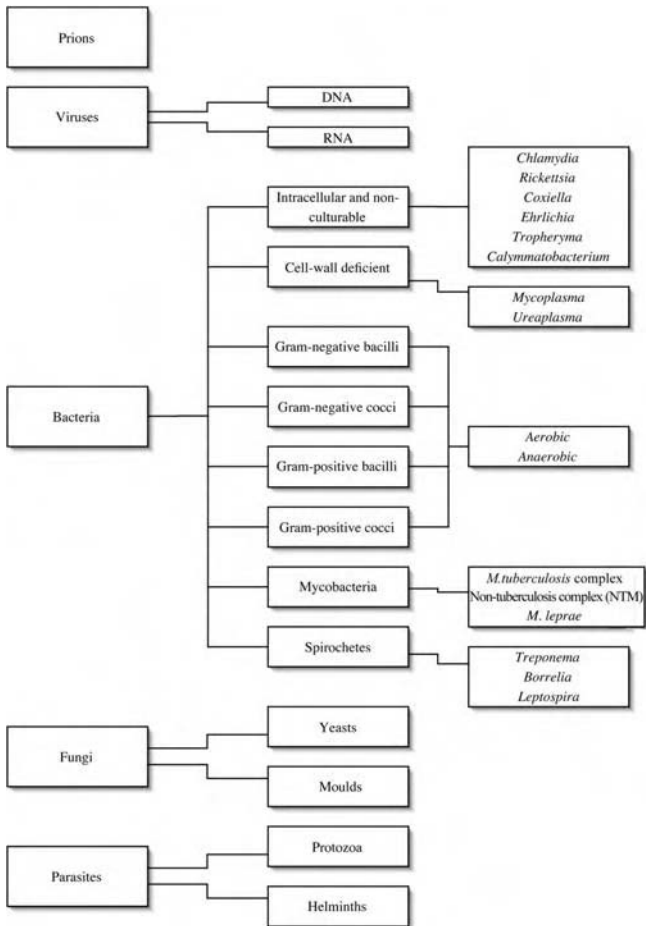 Prions
Viruses
DNA
RNA
Bacteria
Intracellular and non-
culturable
Chlamydia
Rickettsia
Coxiella
Ehrlichia
Tropheryma
Calymmatobacterium
Cell-wall deficient
Mycoplasma
Ureaplasma
Gram-negative bacilli
Gram-negative cocci
Gram-positive bacilli
Gram-positive cocci
Aerobic
Anaerobic
Mycobacteria
M.tuberculosis complex
Non-tuberculosis complex (NTM)
M. leprae
Spirochetes
Treponema
Borrelia
Leptospira
Fungi
Yeasts
Moulds
Parasites
Protozoa
Helminths